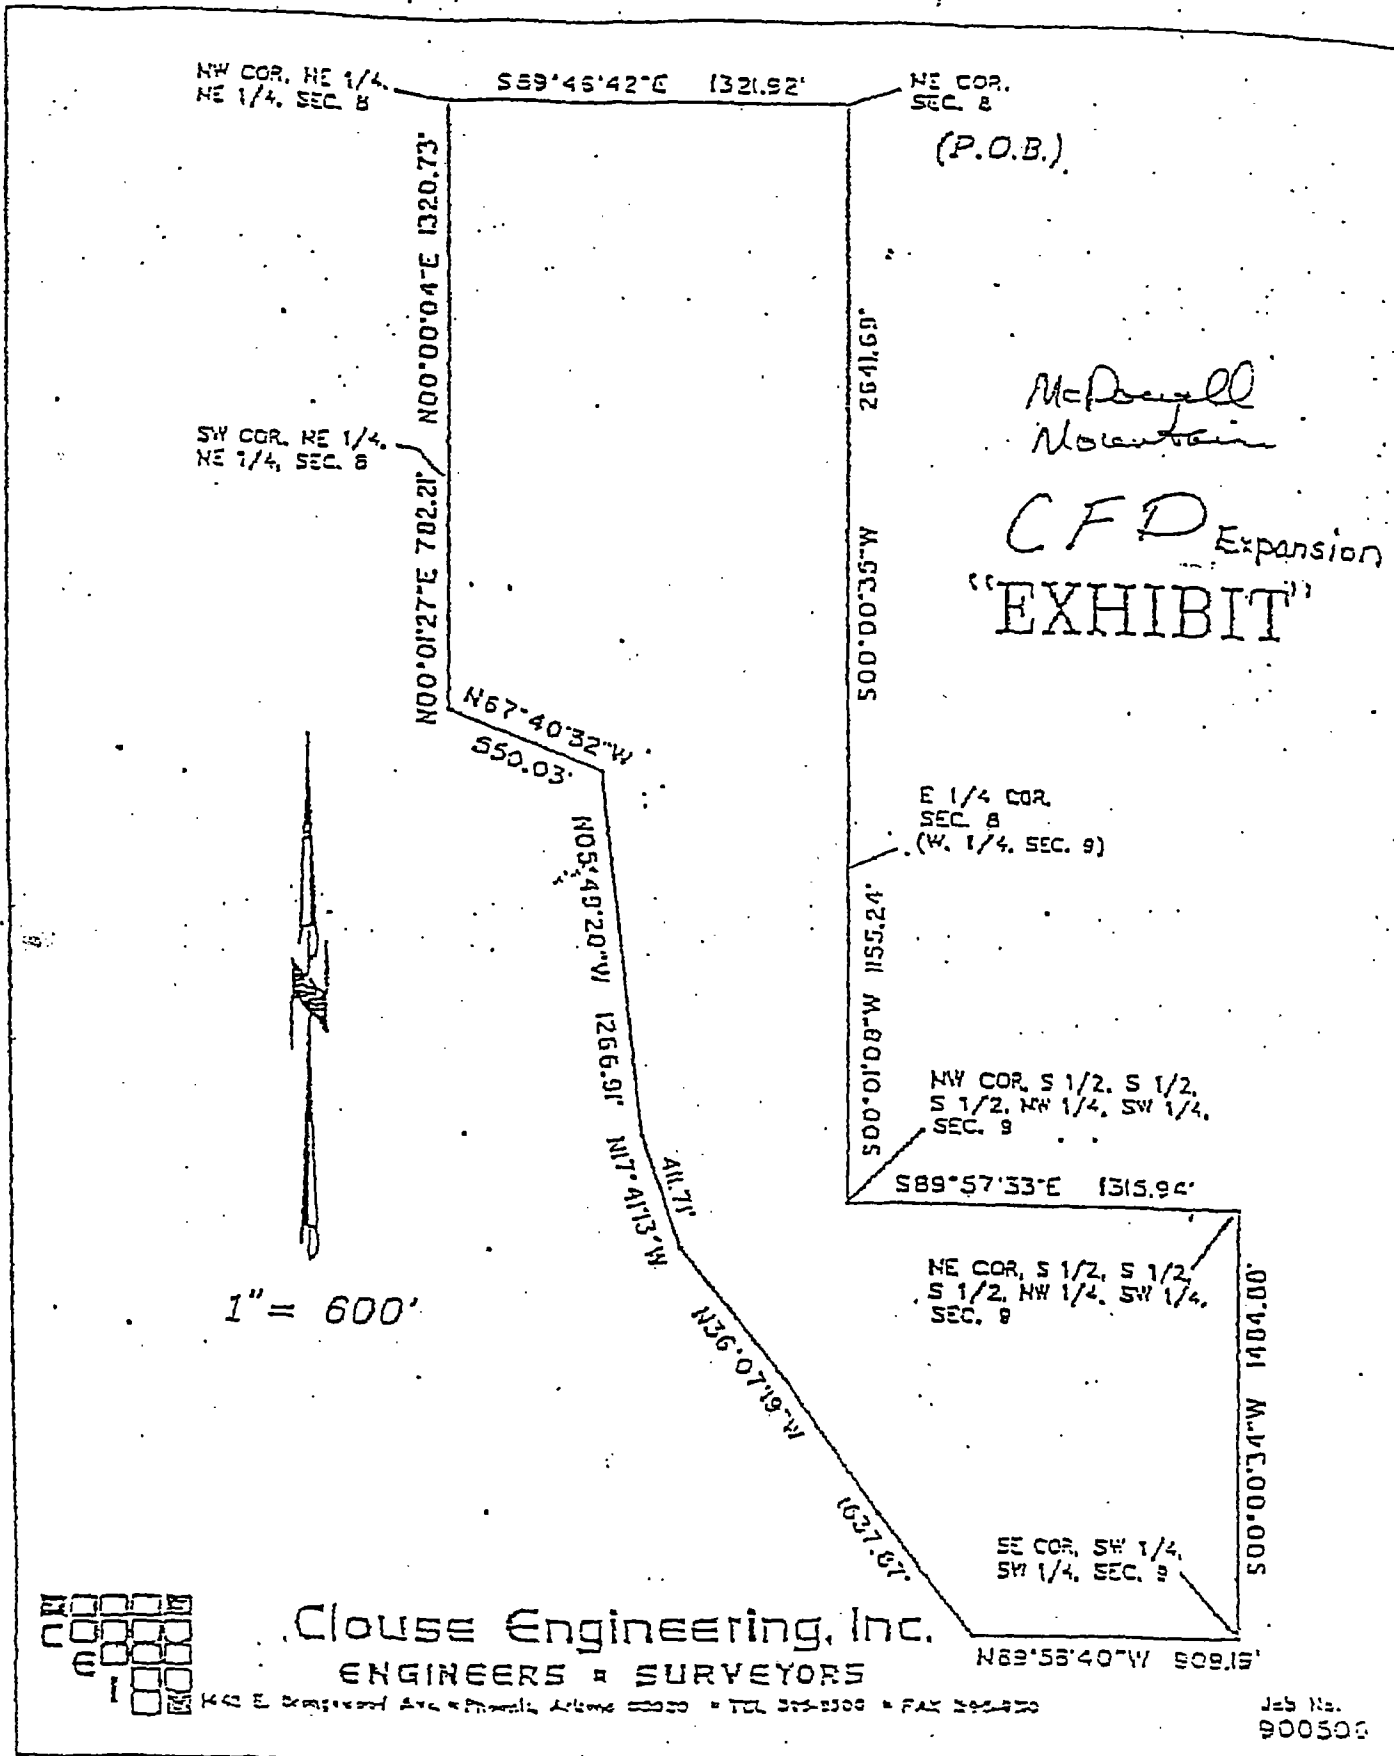 NW COR. NE 1/4.
NE 1/4. SEC. 8
S89°46'42"E 1321.92'
NE COR.
SEC. 8
(P.O.B.)
N00°00'04"E 1320.73'
2641.69'
McDowell
Mountain
SW COR. NE 1/4.
NE 1/4, SEC. 8
CFD Expansion
"EXHIBIT"
N00°01'27"E 702.21'
S00°00'35"W
N67°40'32"W
550.03'
E 1/4 COR.
SEC. 8
(W. 1/4. SEC. 9)
N05°40'20"W 1266.91'
S00°01'08"W 1155.24'
NW COR. S 1/2. S 1/2.
S 1/2. NW 1/4. SW 1/4.
SEC. 9
N17°41'13"W
411.71'
S89°57'33"E 1315.94'
NE COR, S 1/2, S 1/2,
S 1/2. NW 1/4. SW 1/4.
SEC. 9
1"= 600'
N36°07'19"W
1637.87'
S00°00'34"W 1404.00'
SE COR, SW 1/4.
SW 1/4. SEC. 9
C
E
I
Clouse Engineering, Inc.
ENGINEERS SURVEYORS
N89°58'40"W 909.19'
Job No.
900506